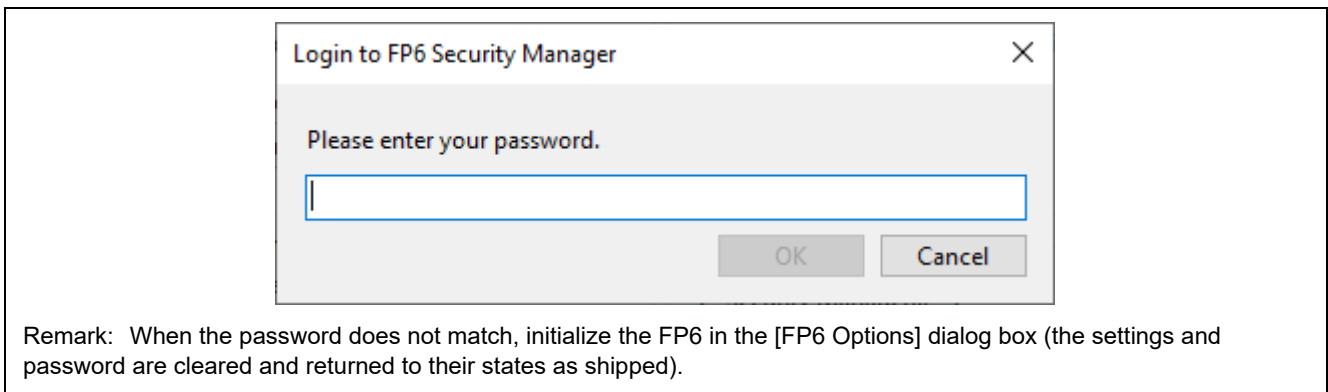 Login to FP6 Security Manager
Please enter your password.
OK
Cancel
Remark: When the password does not match, initialize the FP6 in the [FP6 Options] dialog box (the settings and
password are cleared and returned to their states as shipped).